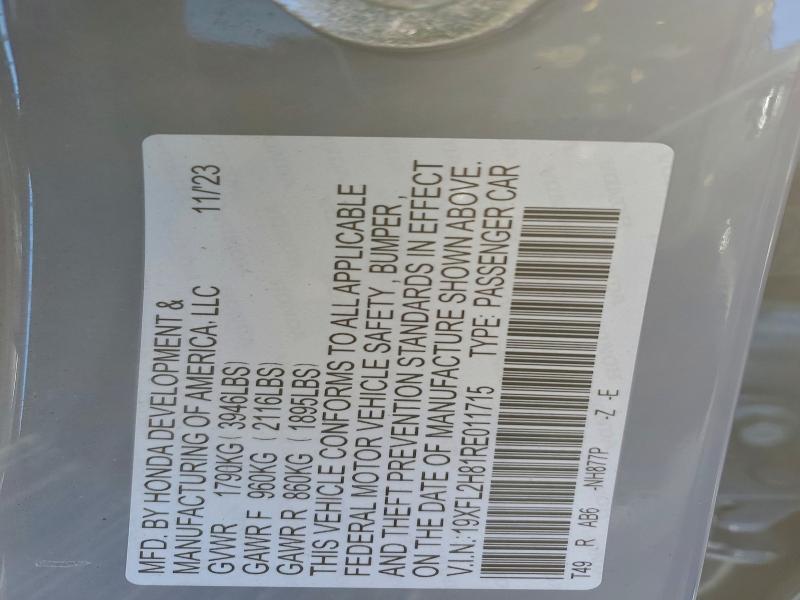 MFD. BY HONDA DEVELOPMENT &
MANUFACTURING OF AMERICA, LLC 11/'23
GVWR 1790KG (3946LBS)
GAWR F 960KG (2116LBS)
GAWR R 860KG (1895LBS)
THIS VEHICLE CONFORMS TO ALL APPLICABLE
FEDERAL MOTOR VEHICLE SAFETY, BUMPER,
AND THEFT PREVENTION STANDARDS IN EFFECT
ON THE DATE OF MANUFACTURE SHOWN ABOVE.
V.I.N: 19XFL2H81RE011715 TYPE: PASSENGER CAR
T49 R AB6 -NH877P -Z -E